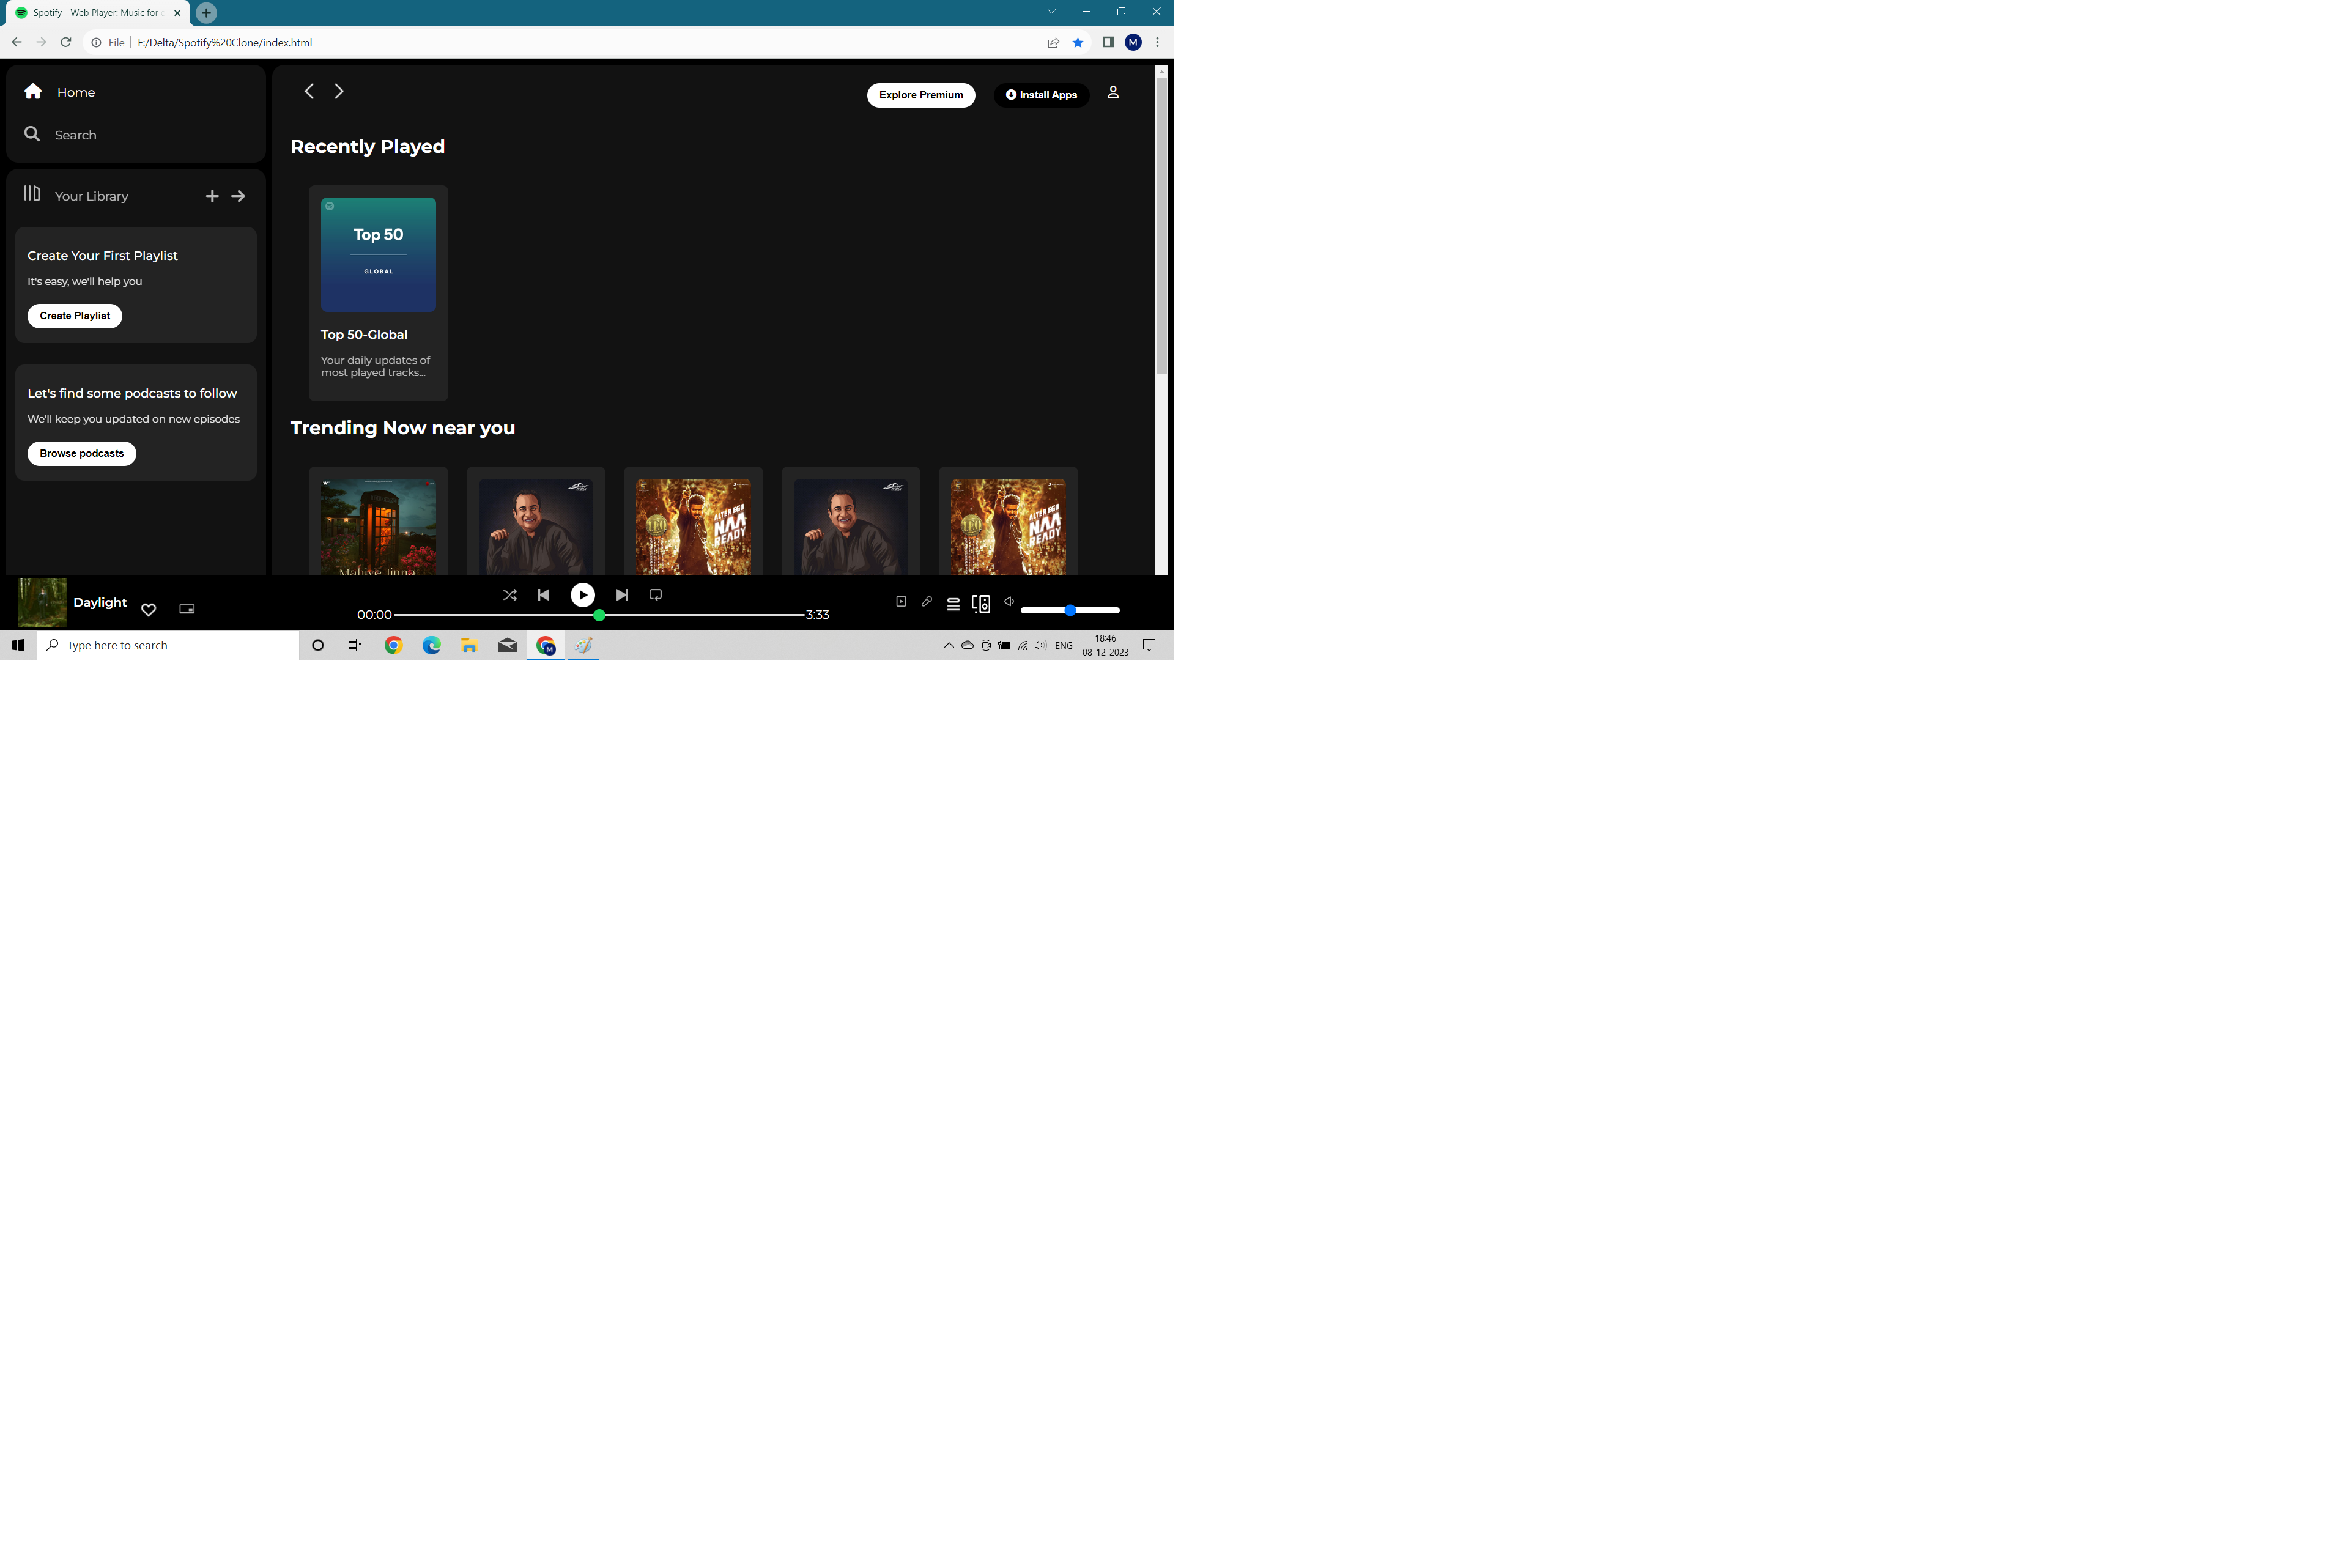 Spotify - Web Player: Music for
File
F:/Delta/Spotify%20Clone/index.html
M
Home
Search
Your Library
Create Your First Playlist
It's easy, we'll help you
Create Playlist
Let's find some podcasts to follow
We'll keep you updated on new episodes
Browse podcasts
Explore Premium
Install Apps
Recently Played
Top 50
GLOBAL
Top 50-Global
Your daily updates of
most played tracks...
Trending Now near you
Mahiye Jinna
ALTER EGO
NAA
READY
ALTER EGO
NAA
READY
Daylight
00:00
3:33
Type here to search
M
ENG
18:46
08-12-2023